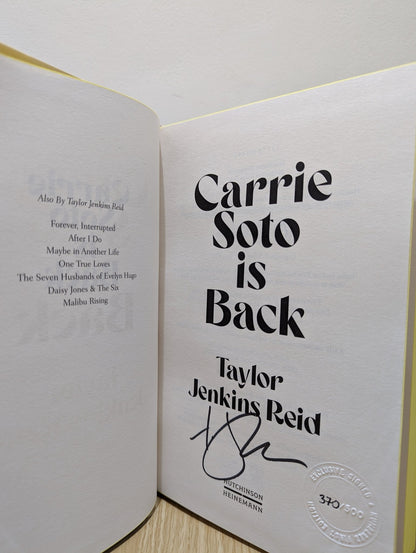 Also By Taylor Jenkins Reid
Forever, Interrupted
After I Do
Maybe in Another Life
One True Loves
The Seven Husbands of Evelyn Hugo
Daisy Jones & The Six
Malibu Rising
Carrie
Soto
is
Back
Taylor
Jenkins Reid
HUTCHINSON
HEINEMANN
EXCLUSIVE SIGNED
370/500